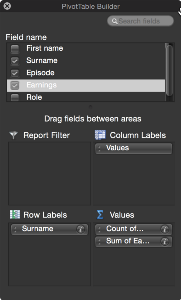 PivotTable Builder
Search fields
Field name
First name
Surname
Episode
Earnings
Role
Drag fields between areas
Report Filter
Column Labels
Values
Row Labels
Values
Surname
Count of...
Sum of Ea...